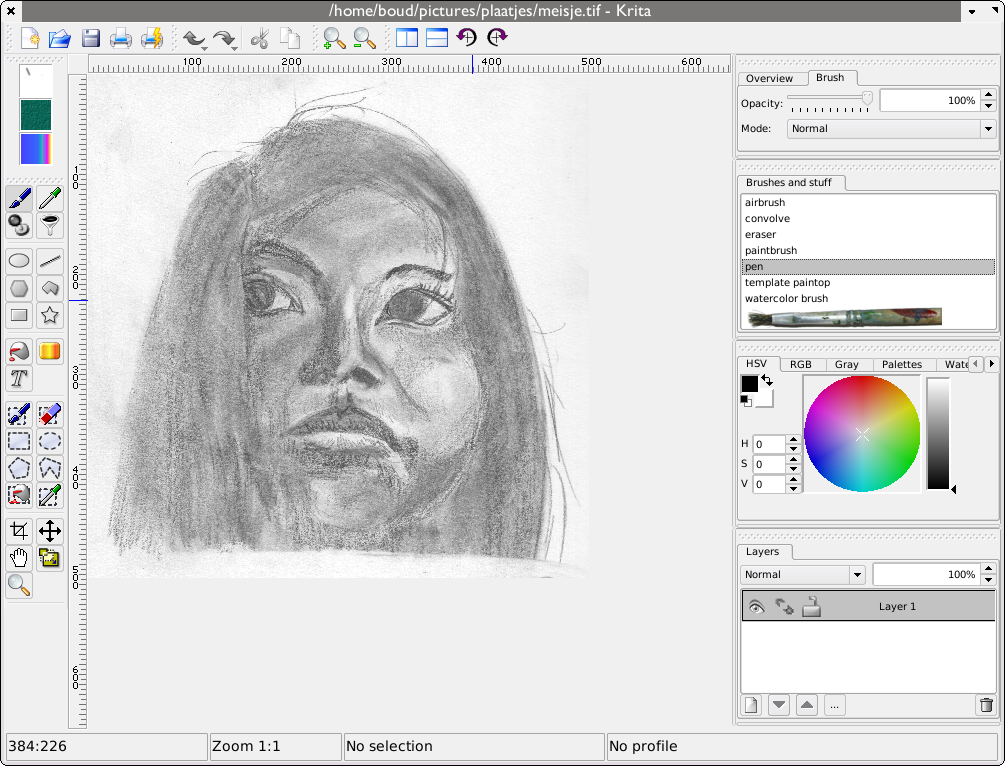 /home/boud/pictures/plaatjes/meisje.tif - Krita
100 200 300 400 500 600
100
200
300
400
500
600
Overview Brush
Opacity: 100%
Mode: Normal
Brushes and stuff
airbrush
convolve
eraser
paintbrush
pen
template paintop
watercolor brush
HSV RGB Gray Palettes Wate
H 0
S 0
V 0
Layers
Normal 100%
Layer 1
...
384:226 Zoom 1:1 No selection No profile